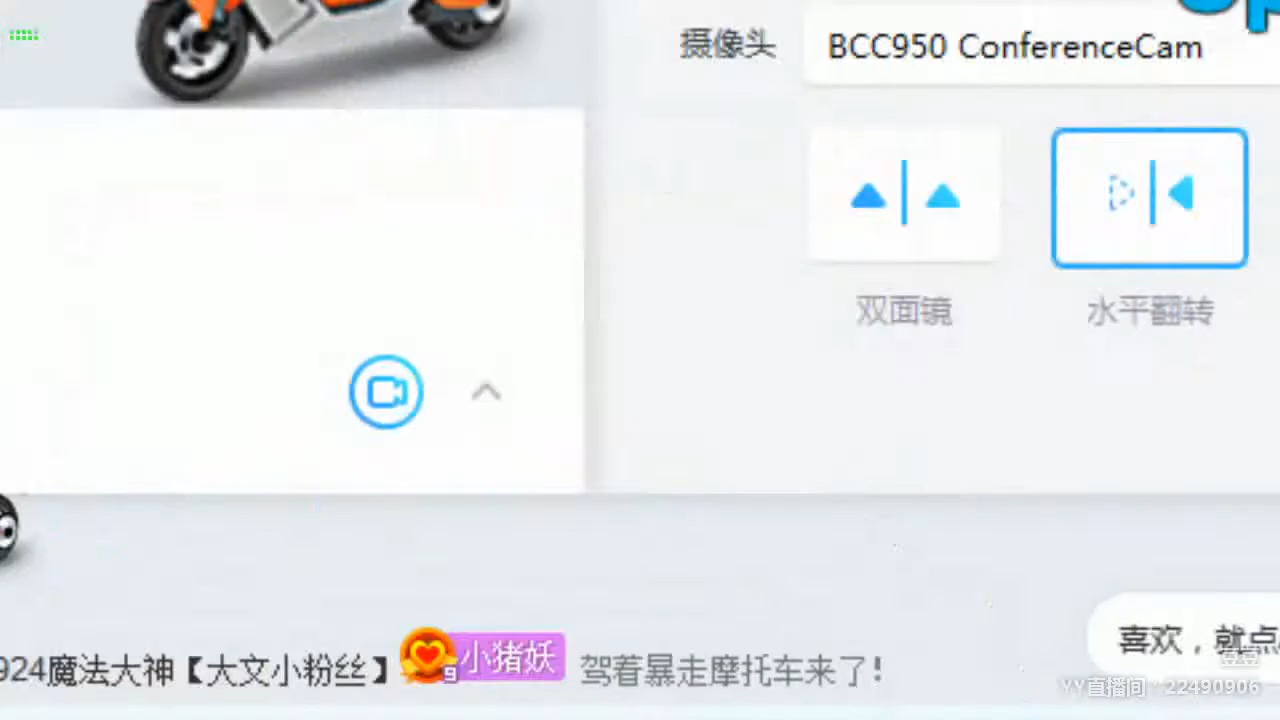 摄像头 BCC950 ConferenceCam
双面镜 水平翻转
喜欢，就点
924魔法大神【大文小粉丝】 9 小猪妖 驾着暴走摩托车来了！
YY直播间：22490906